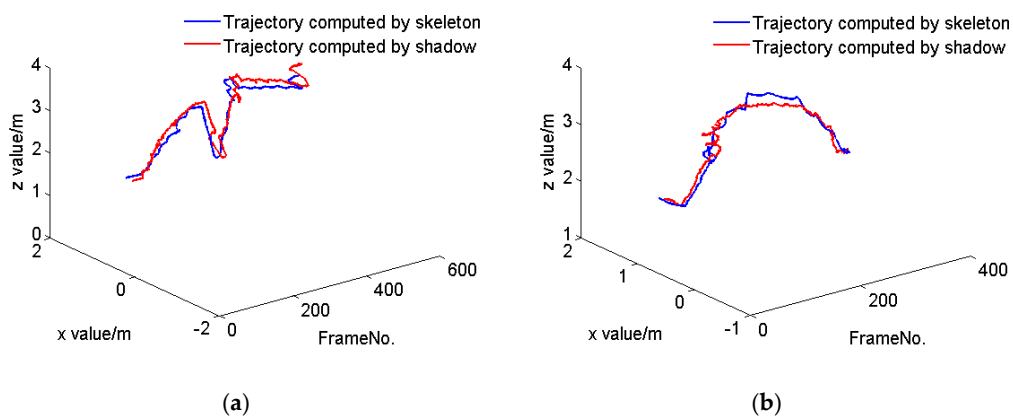 Trajectory computed by skeleton
Trajectory computed by shadow
4
3
2
1
0
2
0
-2
0
200
400
600
z value/m
x value/m
FrameNo.
(a)
Trajectory computed by skeleton
Trajectory computed by shadow
4
3
2
1
2
1
0
-1
0
200
400
z value/m
x value/m
FrameNo.
(b)